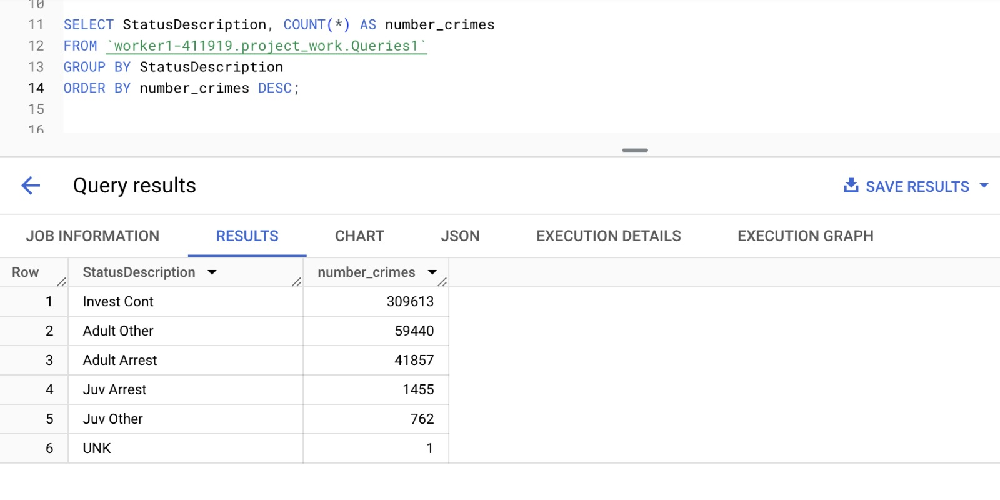 10
11 SELECT StatusDescription, COUNT(*) AS number_crimes
12 FROM `worker1-411919.project_work.Queries1`
13 GROUP BY StatusDescription
14 ORDER BY number_crimes DESC;
15
16
Query results SAVE RESULTS
JOB INFORMATION RESULTS CHART JSON EXECUTION DETAILS EXECUTION GRAPH
Row StatusDescription number_crimes
1 Invest Cont 309613
2 Adult Other 59440
3 Adult Arrest 41857
4 Juv Arrest 1455
5 Juv Other 762
6 UNK 1